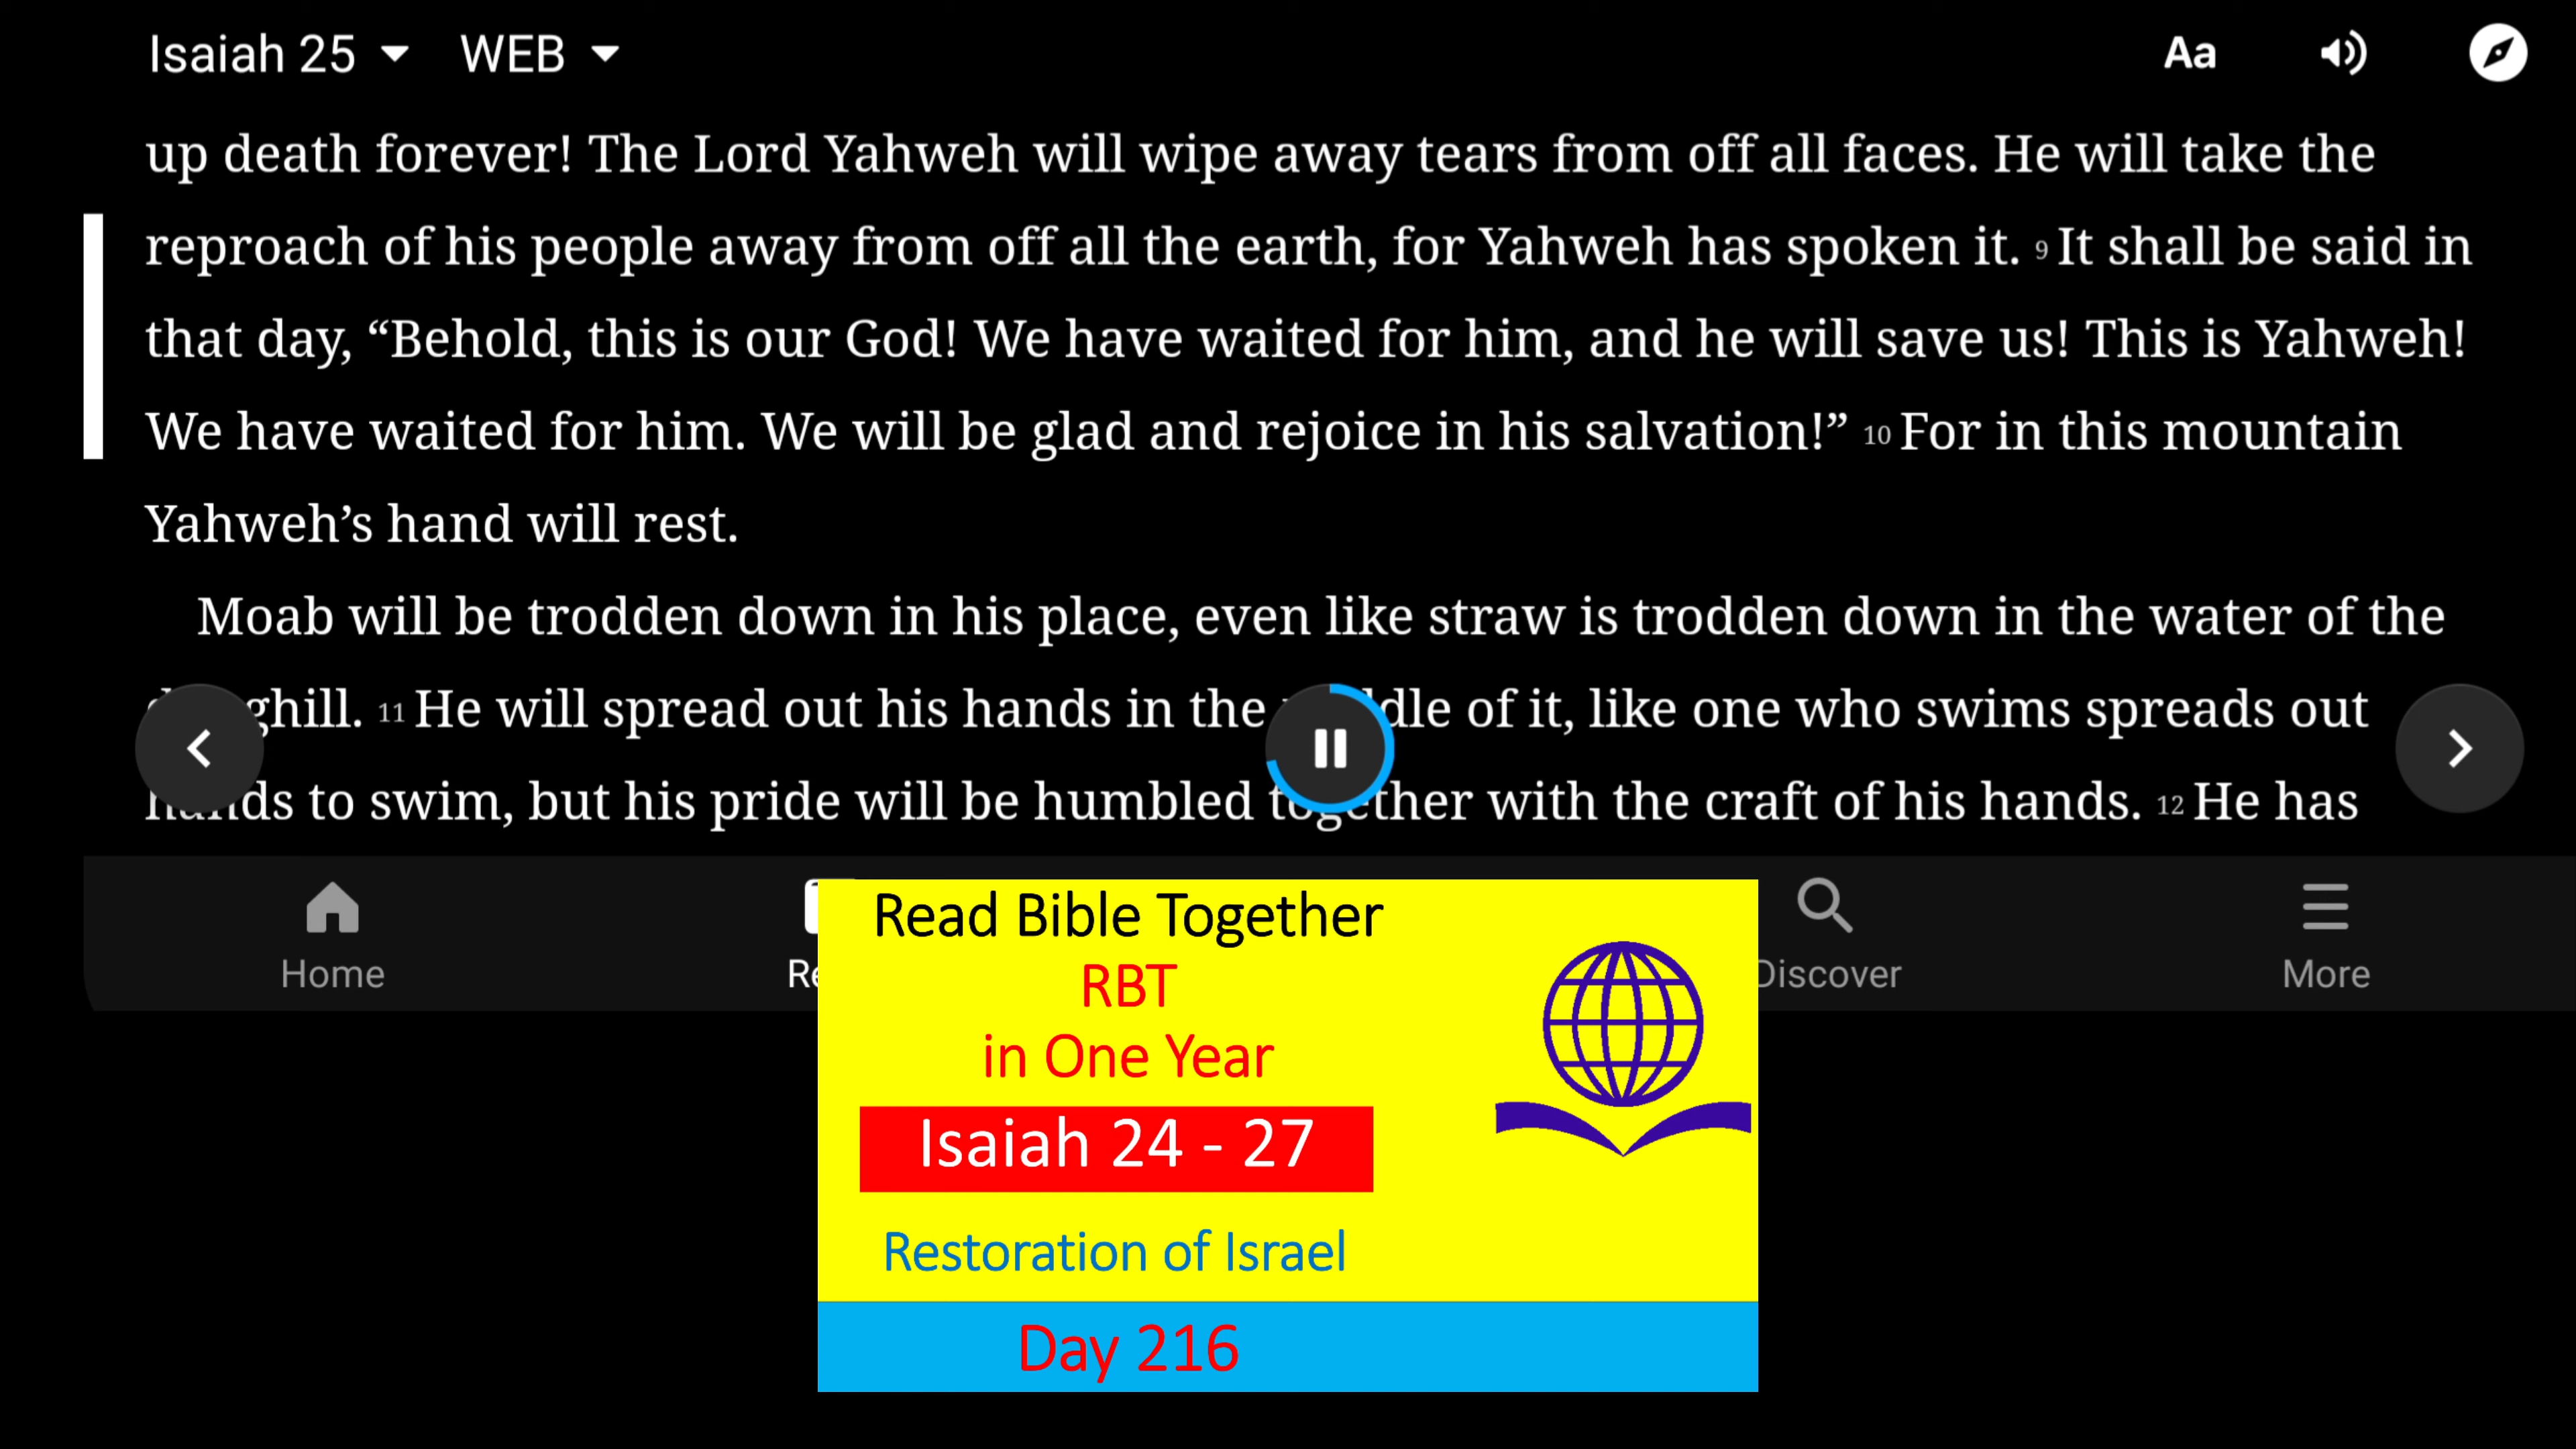 Isaiah 25 WEB Aa
up death forever! The Lord Yahweh will wipe away tears from off all faces. He will take the
reproach of his people away from off all the earth, for Yahweh has spoken it. 9 It shall be said in
that day, “Behold, this is our God! We have waited for him, and he will save us! This is Yahweh!
We have waited for him. We will be glad and rejoice in his salvation!” 10 For in this mountain
Yahweh’s hand will rest.
Moab will be trodden down in his place, even like straw is trodden down in the water of the
11 He will spread out his hands in the of it, like one who swims spreads out
to swim, but his pride will be humbled together with the craft of his hands. 12 He has
Home Discover More
Read Bible Together
RBT
in One Year
Isaiah 24 - 27
Restoration of Israel
Day 216